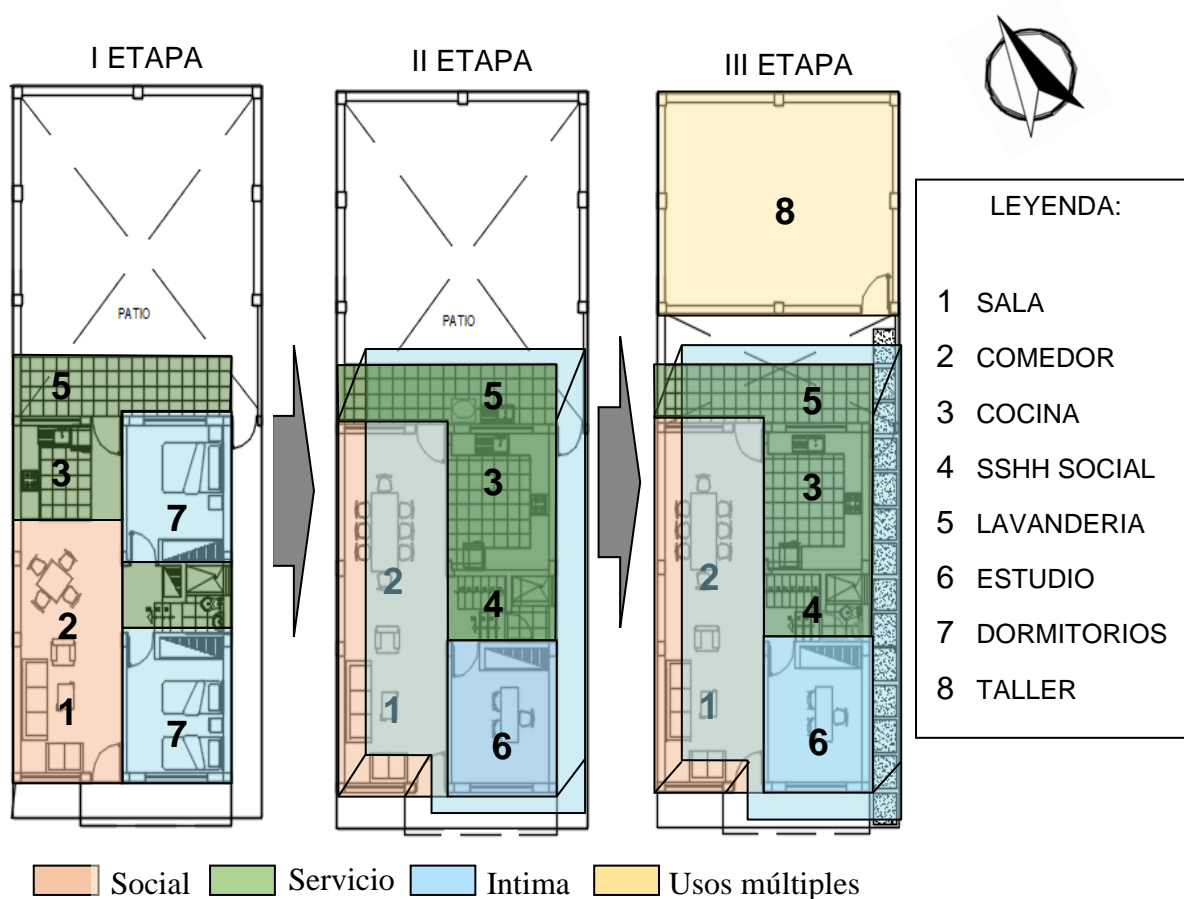 I ETAPA
II ETAPA
III ETAPA
PATIO
5
3
7
2
1
7
PATIO
5
3
2
4
1
6
8
5
3
2
4
1
6
LEYENDA:
1 SALA
2 COMEDOR
3 COCINA
4 SSHH SOCIAL
5 LAVANDERIA
6 ESTUDIO
7 DORMITORIOS
8 TALLER
Social Servicio Intima Usos múltiples